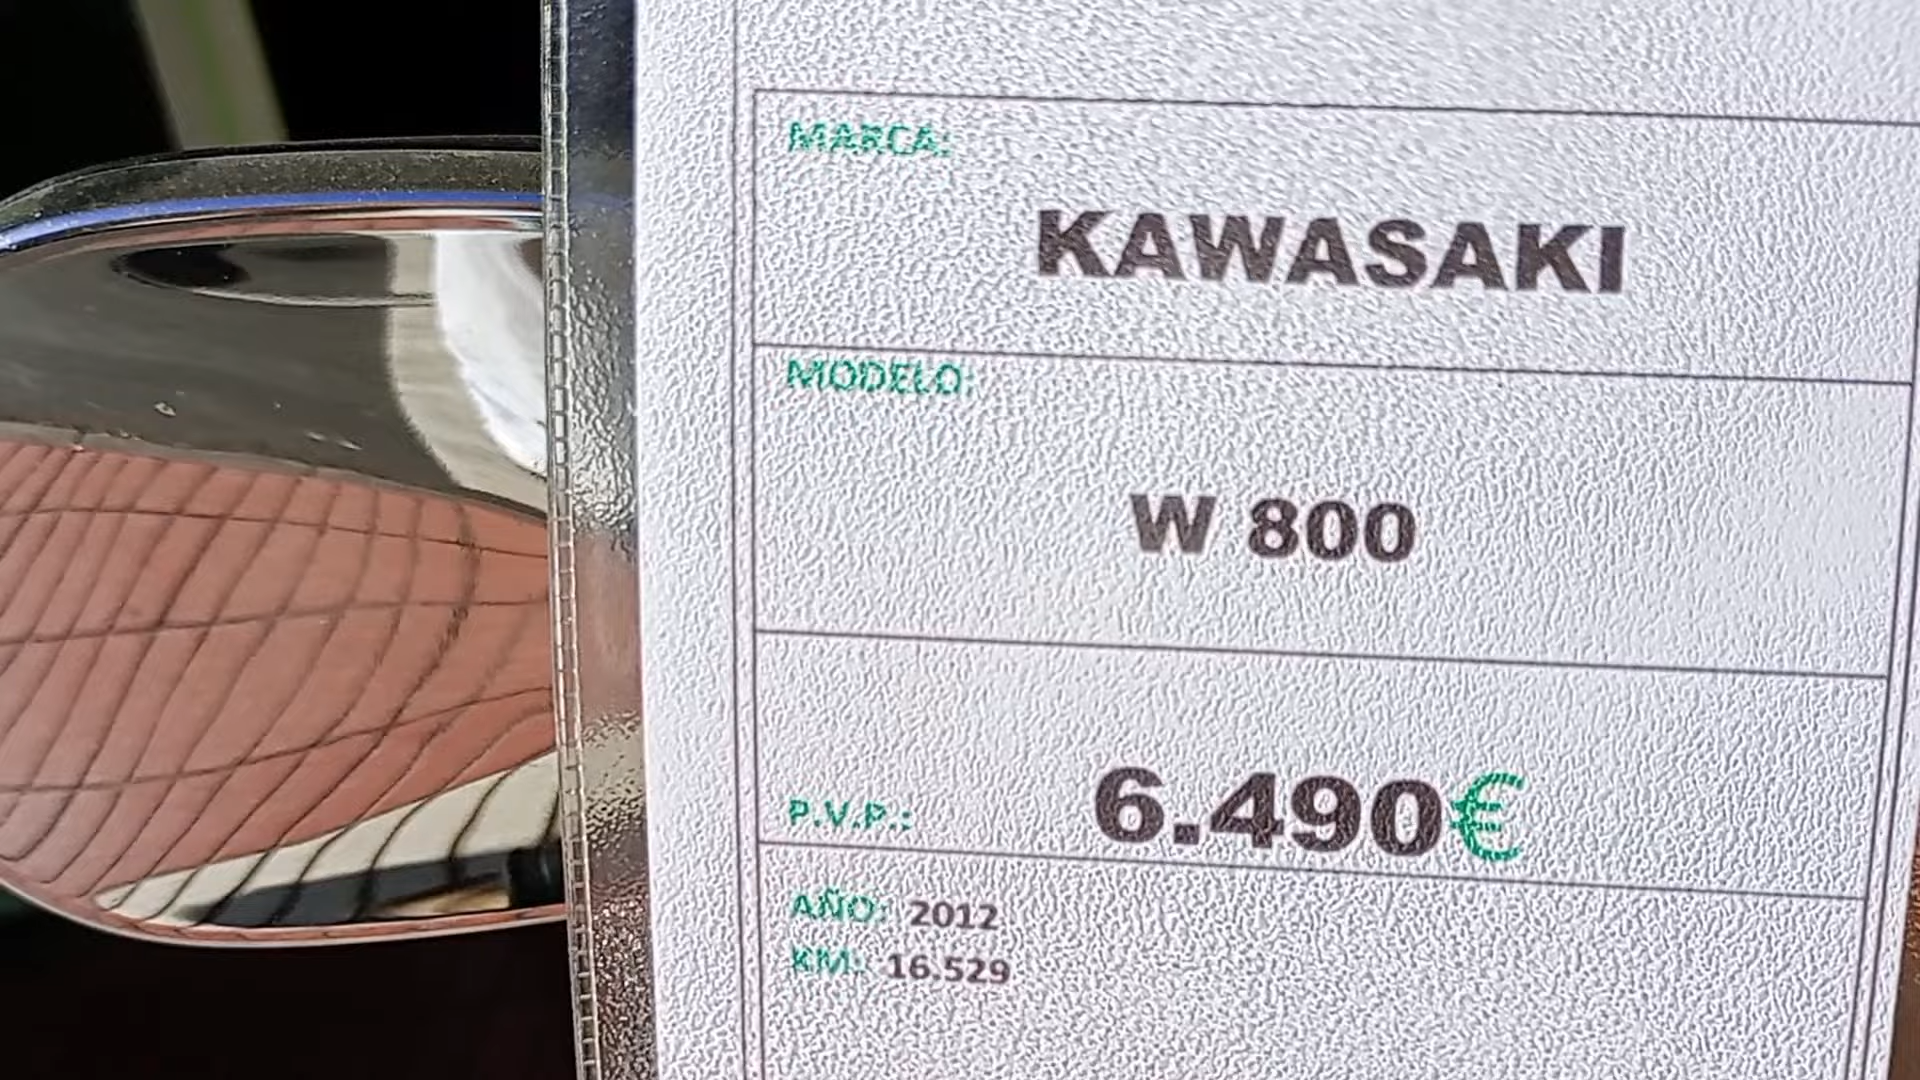 MARCA:
KAWASAKI
MODELO:
W 800
P.V.P.: 6.490€
AÑO: 2012
KM: 16.529